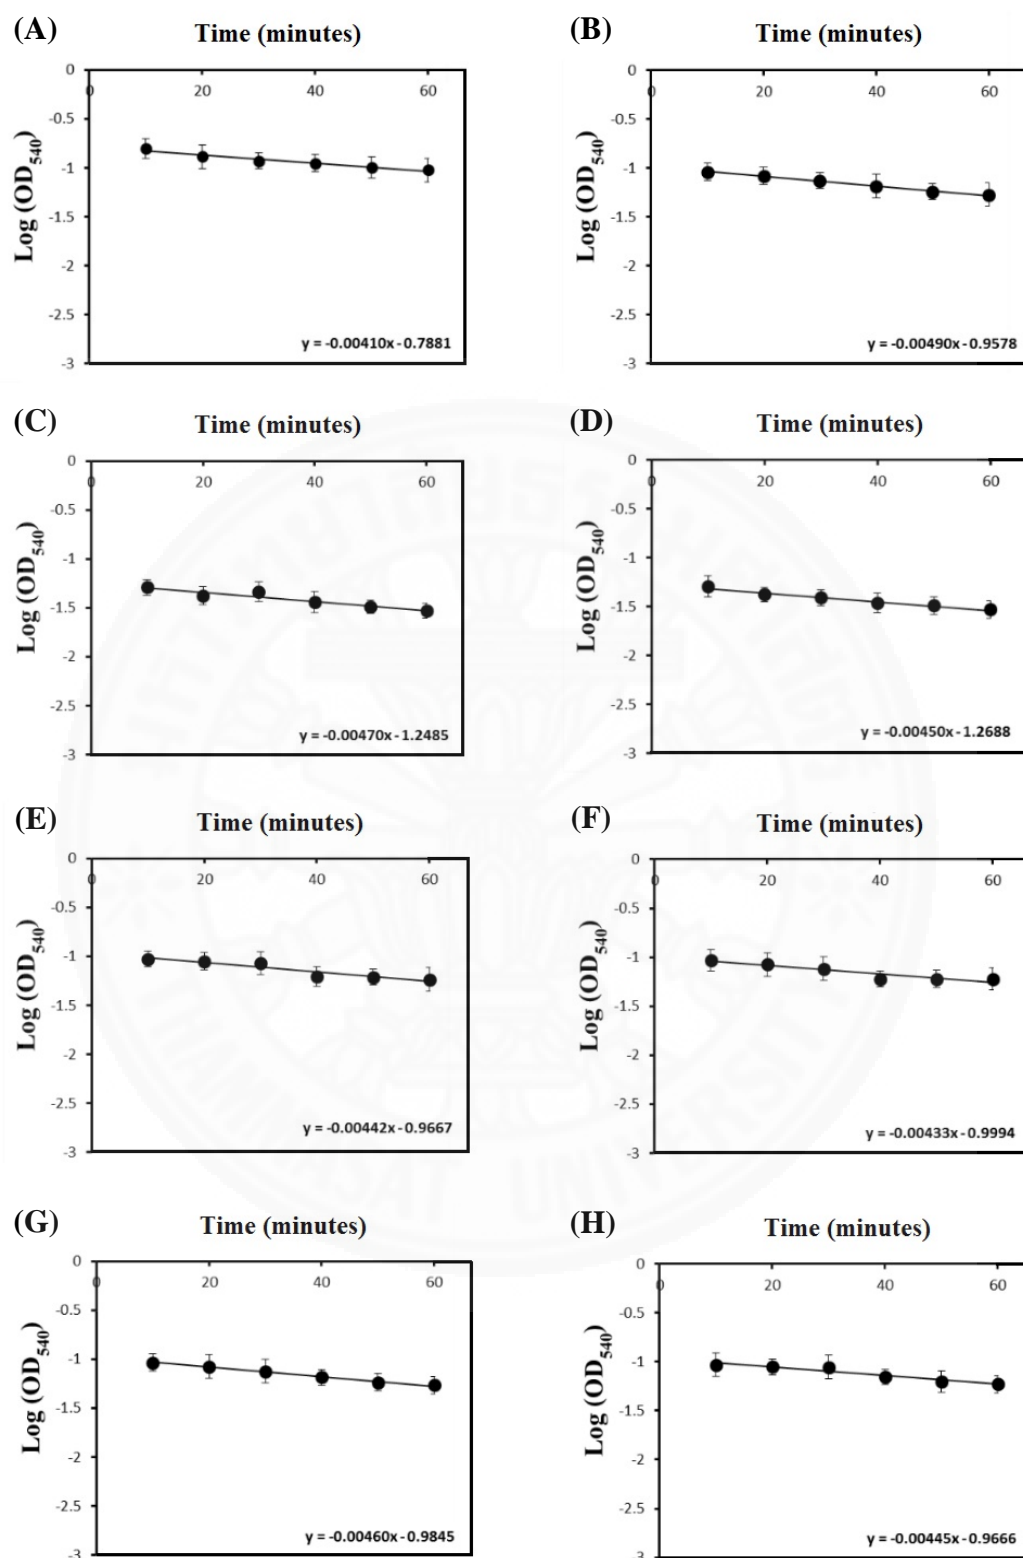 (A)
Time (minutes)
0
0
20
40
60
-0.5
-1
-1.5
-2
-2.5
-3
Log (OD540)
y = -0.00410x - 0.7881
(B)
Time (minutes)
0
0
20
40
60
-0.5
-1
-1.5
-2
-2.5
-3
Log (OD540)
y = -0.00490x - 0.9578
(C)
Time (minutes)
0
0
20
40
60
-0.5
-1
-1.5
-2
-2.5
-3
Log (OD540)
y = -0.00470x - 1.2485
(D)
Time (minutes)
0
0
20
40
60
-0.5
-1
-1.5
-2
-2.5
-3
Log (OD540)
y = -0.00450x - 1.2688
(E)
Time (minutes)
0
0
20
40
60
-0.5
-1
-1.5
-2
-2.5
-3
Log (OD540)
y = -0.00442x - 0.9667
(F)
Time (minutes)
0
0
20
40
60
-0.5
-1
-1.5
-2
-2.5
-3
Log (OD540)
y = -0.00433x - 0.9994
(G)
Time (minutes)
0
0
20
40
60
-0.5
-1
-1.5
-2
-2.5
-3
Log (OD540)
y = -0.00460x - 0.9845
(H)
Time (minutes)
0
0
20
40
60
-0.5
-1
-1.5
-2
-2.5
-3
Log (OD540)
y = -0.00445x - 0.9666
THAMMASAT UNIVERSITY